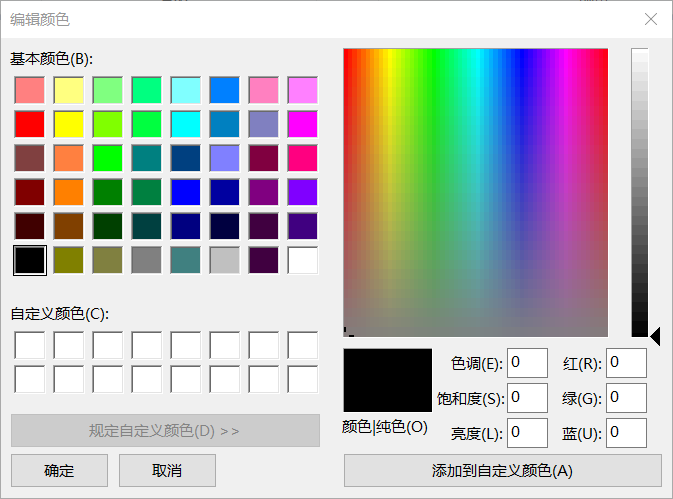 编辑颜色
基本颜色(B):
自定义颜色(C):
规定自定义颜色(D) >>
确定
取消
颜色|纯色(O)
色调(E): 0
饱和度(S): 0
亮度(L): 0
红(R): 0
绿(G): 0
蓝(U): 0
添加到自定义颜色(A)